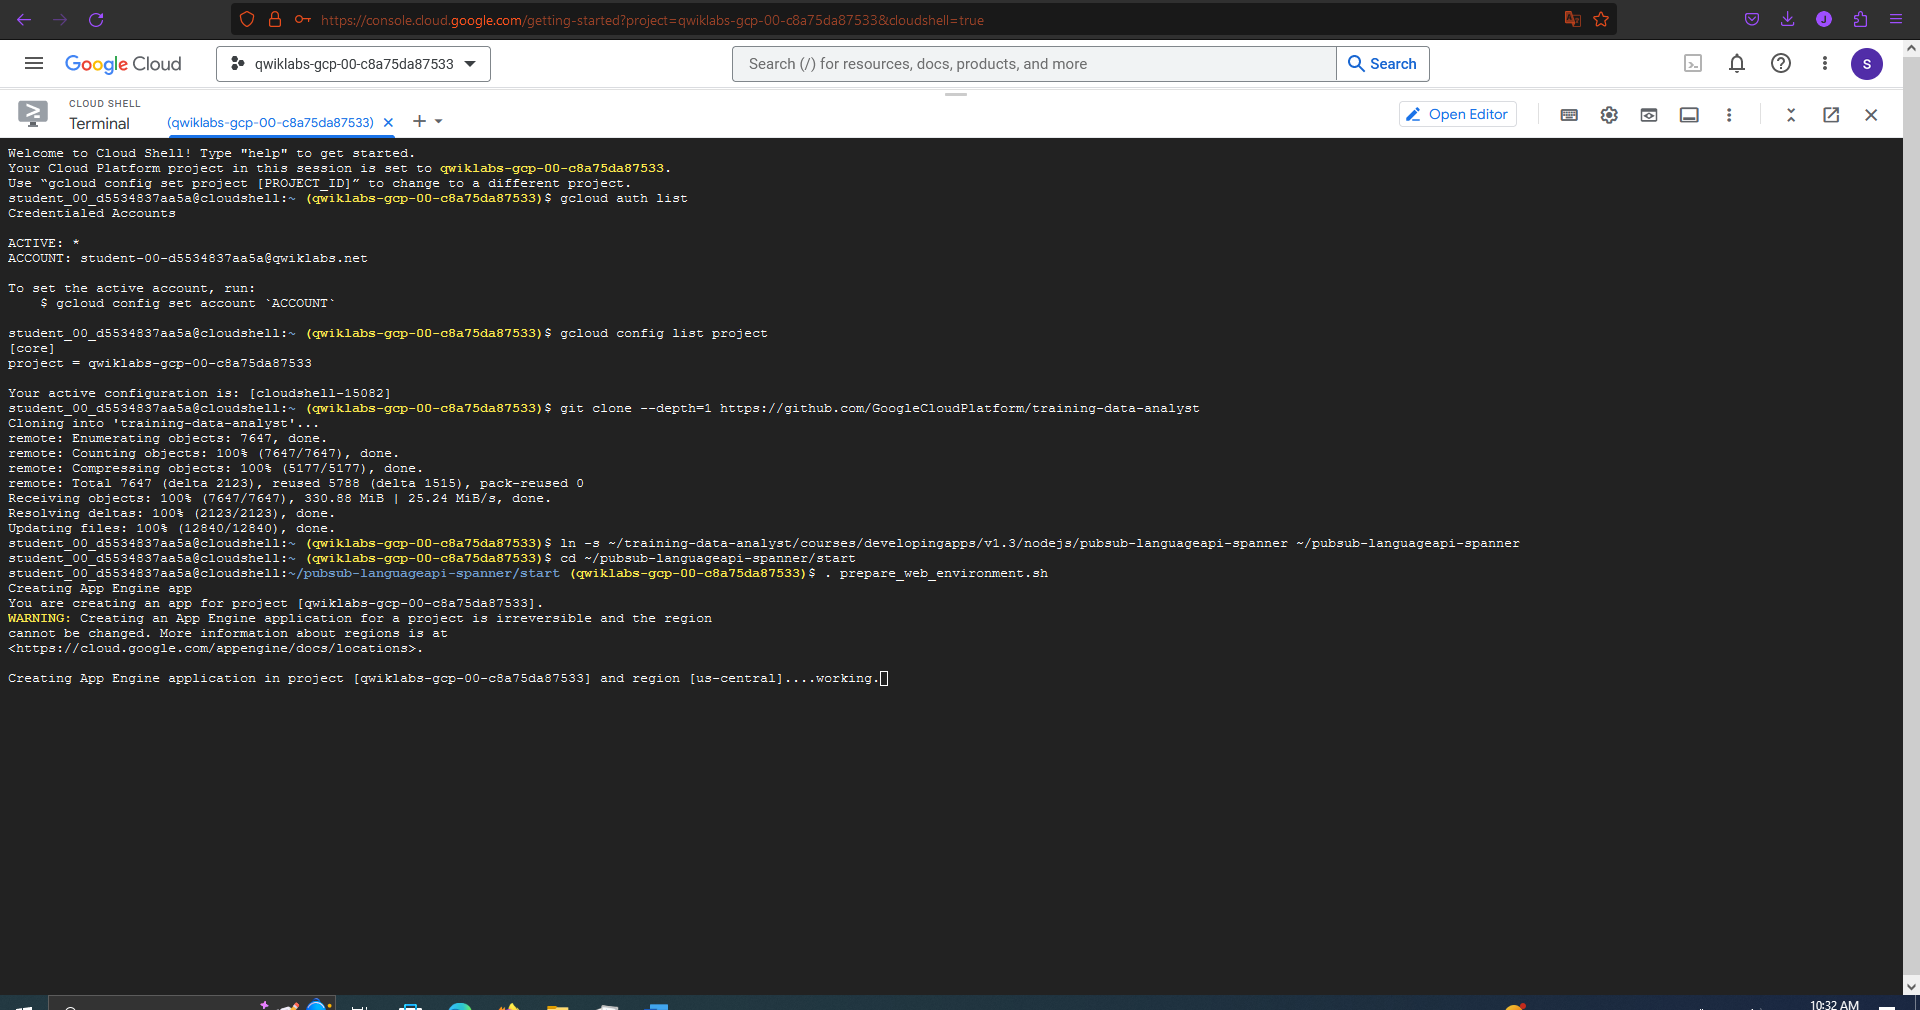 https://console.cloud.google.com/getting-started?project=qwiklabs-gcp-00-c8a75da87533&cloudshell=true
Google Cloud
qwiklabs-gcp-00-c8a75da87533
Search (/) for resources, docs, products, and more
Search
S
CLOUD SHELL
Terminal
(qwiklabs-gcp-00-c8a75da87533)
Open Editor
Welcome to Cloud Shell! Type "help" to get started.
Your Cloud Platform project in this session is set to qwiklabs-gcp-00-c8a75da87533.
Use “gcloud config set project [PROJECT_ID]” to change to a different project.
student_00_d5534837aa5a@cloudshell:~ (qwiklabs-gcp-00-c8a75da87533)$ gcloud auth list
Credentialed Accounts
ACTIVE: *
ACCOUNT: student-00-d5534837aa5a@qwiklabs.net
To set the active account, run:
$ gcloud config set account `ACCOUNT`
student_00_d5534837aa5a@cloudshell:~ (qwiklabs-gcp-00-c8a75da87533)$ gcloud config list project
[core]
project = qwiklabs-gcp-00-c8a75da87533
Your active configuration is: [cloudshell-15082]
student_00_d5534837aa5a@cloudshell:~ (qwiklabs-gcp-00-c8a75da87533)$ git clone --depth=1 https://github.com/GoogleCloudPlatform/training-data-analyst
Cloning into 'training-data-analyst'...
remote: Enumerating objects: 7647, done.
remote: Counting objects: 100% (7647/7647), done.
remote: Compressing objects: 100% (5177/5177), done.
remote: Total 7647 (delta 2123), reused 5788 (delta 1515), pack-reused 0
Receiving objects: 100% (7647/7647), 330.88 MiB | 25.24 MiB/s, done.
Resolving deltas: 100% (2123/2123), done.
Updating files: 100% (12840/12840), done.
student_00_d5534837aa5a@cloudshell:~ (qwiklabs-gcp-00-c8a75da87533)$ ln -s ~/training-data-analyst/courses/developingapps/v1.3/nodejs/pubsub-languageapi-spanner ~/pubsub-languageapi-spanner
student_00_d5534837aa5a@cloudshell:~ (qwiklabs-gcp-00-c8a75da87533)$ cd ~/pubsub-languageapi-spanner/start
student_00_d5534837aa5a@cloudshell:~/pubsub-languageapi-spanner/start (qwiklabs-gcp-00-c8a75da87533)$ . prepare_web_environment.sh
Creating App Engine app
You are creating an app for project [qwiklabs-gcp-00-c8a75da87533].
WARNING: Creating an App Engine application for a project is irreversible and the region
cannot be changed. More information about regions is at
<https://cloud.google.com/appengine/docs/locations>.
Creating App Engine application in project [qwiklabs-gcp-00-c8a75da87533] and region [us-central]....working.
10:32 AM